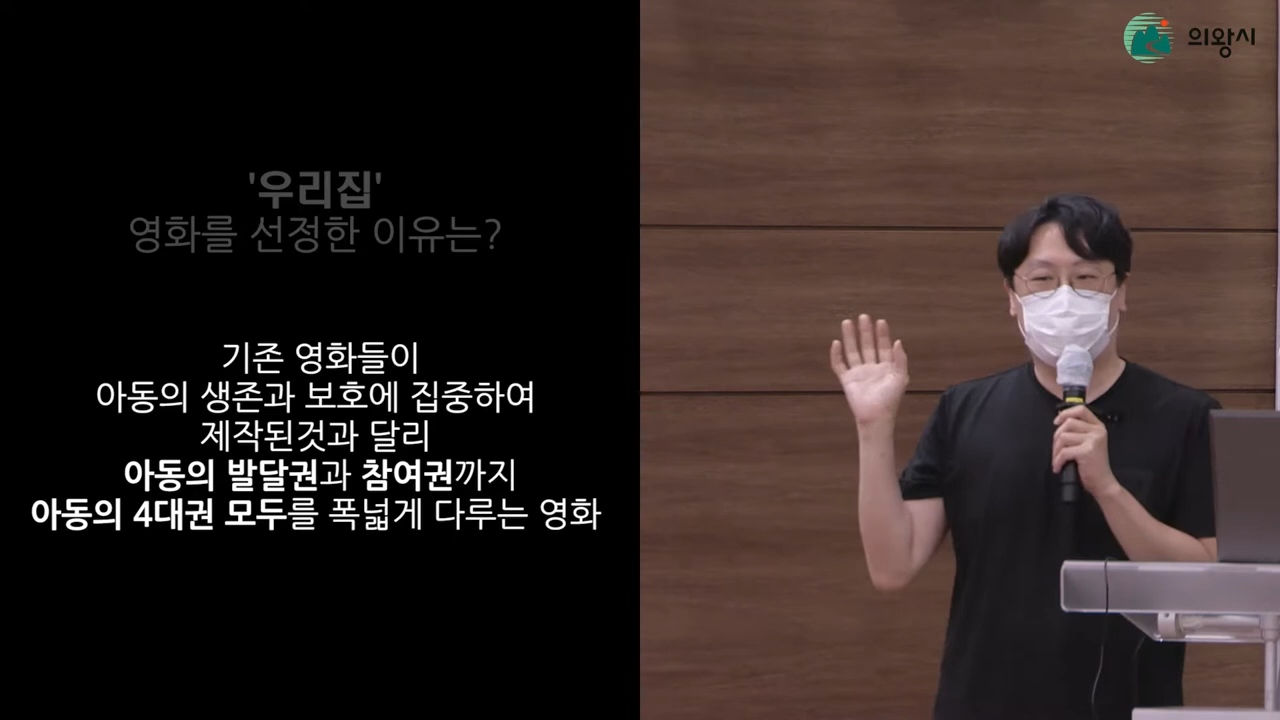 '우리집'
영화를 선정한 이유는?
기존 영화들이
아동의 생존과 보호에 집중하여
제작된것과 달리
아동의 발달권과 참여권까지
아동의 4대권 모두를 폭넓게 다루는 영화
의왕시